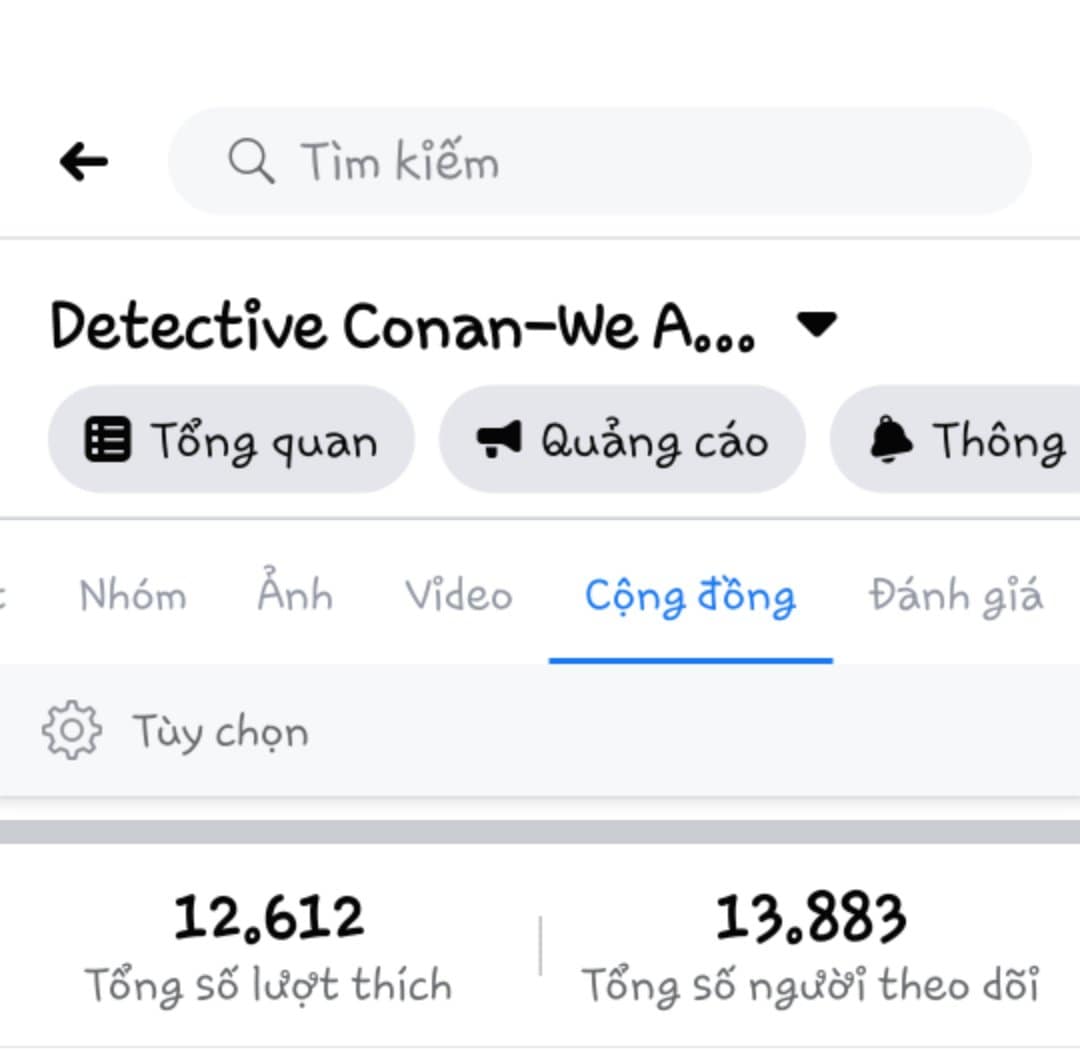 Tìm kiếm
Detective Conan-We A...
Tổng quan Quảng cáo Thông
Nhóm Ảnh Video Cộng đồng Đánh giá
Tùy chọn
12.612 13.883
Tổng số lượt thích Tổng số người theo dõi